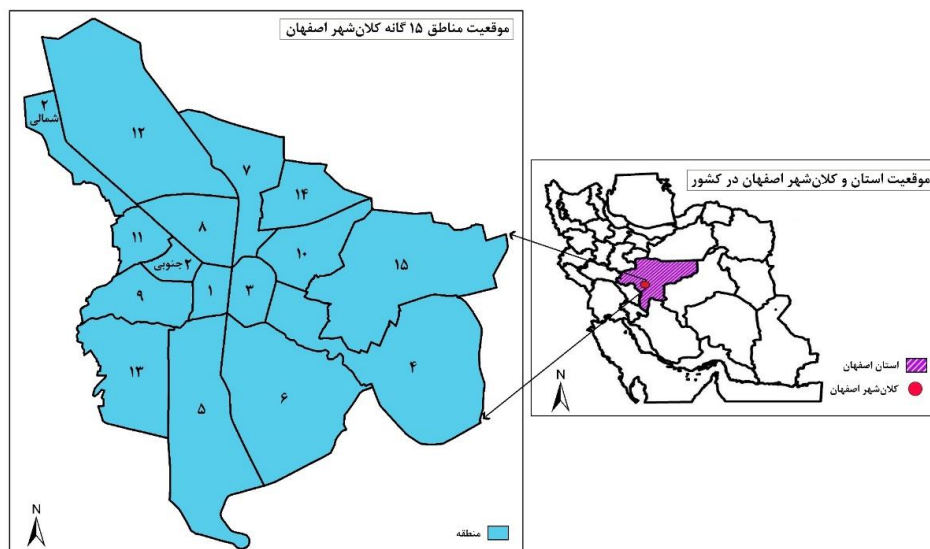 موقعیت مناطق ۱۵ گانه کلان‌شهر اصفهان
۲
شمالی
۱۲
۷
۱۴
۸
۱۱
۱۰
۲ جنوبی
۱۵
۹
۱
۳
۱۳
۴
۵
۶
N
منطقه
موقعیت استان و کلان‌شهر اصفهان در کشور
استان اصفهان
کلان‌شهر اصفهان
N